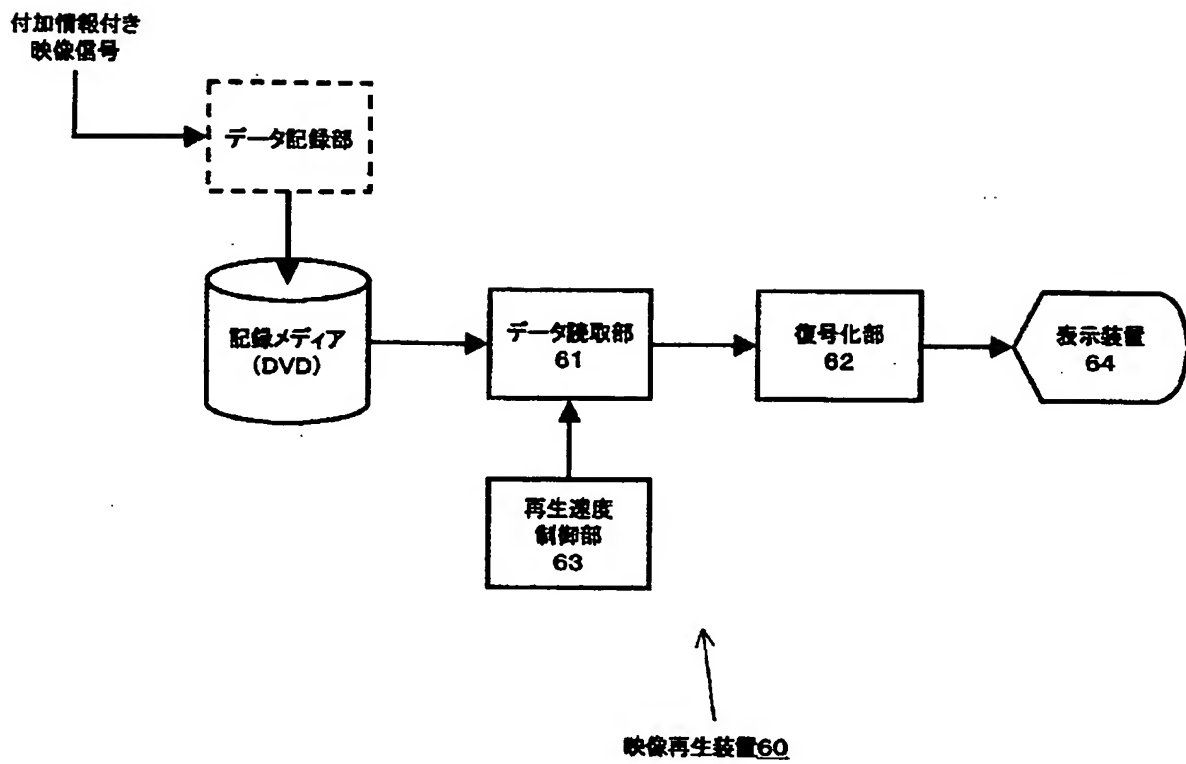 付加情報付き
映像信号
データ記録部
記録メディア
(DVD)
データ読取部
61
復号化部
62
表示装置
64
再生速度
制御部
63
映像再生装置60